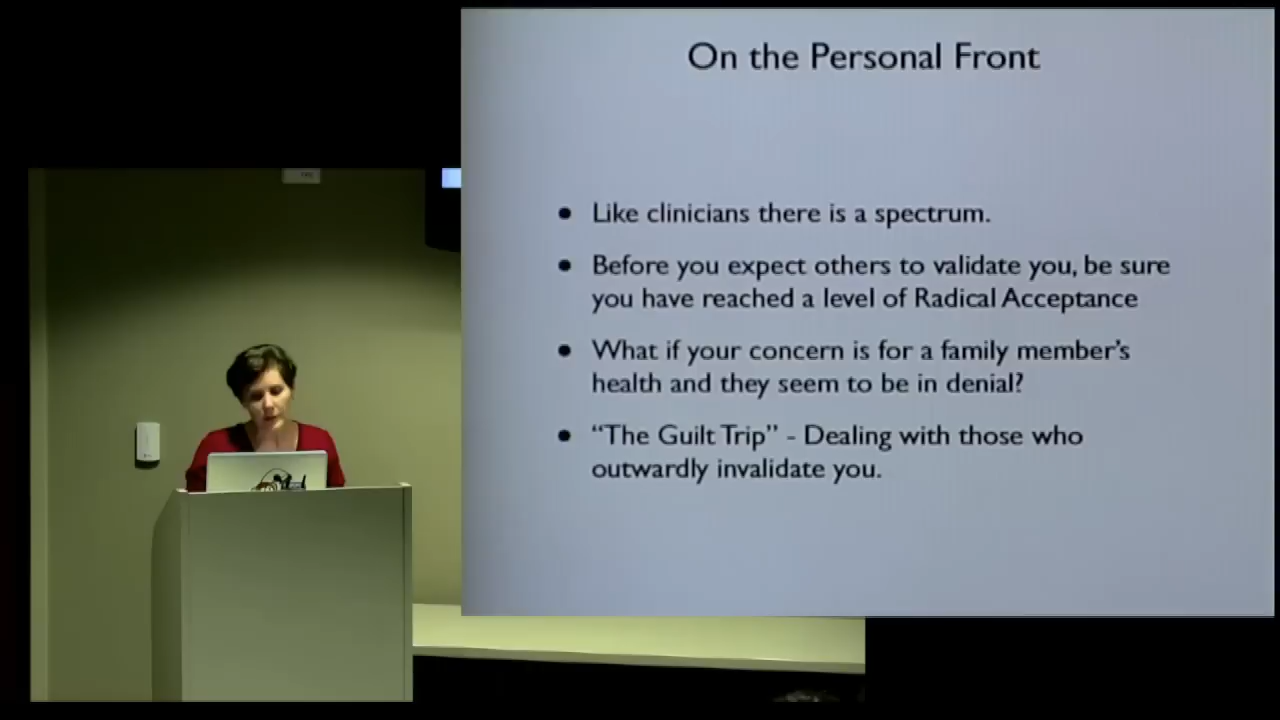 On the Personal Front
• Like clinicians there is a spectrum.
• Before you expect others to validate you, be sure
you have reached a level of Radical Acceptance
• What if your concern is for a family member's
health and they seem to be in denial?
• “The Guilt Trip” - Dealing with those who
outwardly invalidate you.